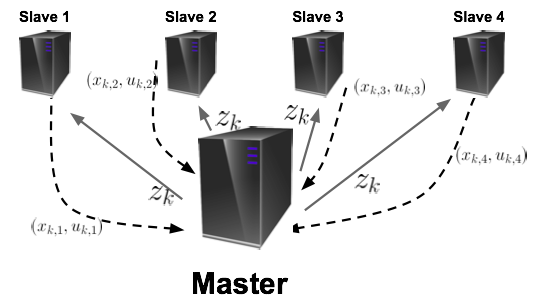 Slave 1
Slave 2
Slave 3
Slave 4
(x_{k,2}, u_{k,2})
(x_{k,3}, u_{k,3})
z_k
z_k
(x_{k,4}, u_{k,4})
z_k
z_k
(x_{k,1}, u_{k,1})
Master